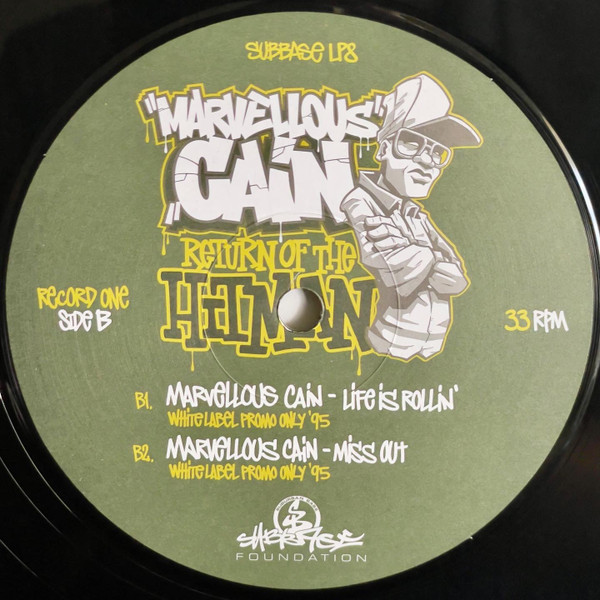 SUBBASE LP8
"MARVELLOUS"
CAIN
RETURN OF THE
HITMAN
RECORD ONE
SIDE B
33 RPM
B1. MARVELLOUS CAIN - LIFE IS ROLLIN'
WHITE LABEL PROMO ONLY '95
B2. MARVELLOUS CAIN - MISS OUT
WHITE LABEL PROMO ONLY '95
SUBBASE
FOUNDATION